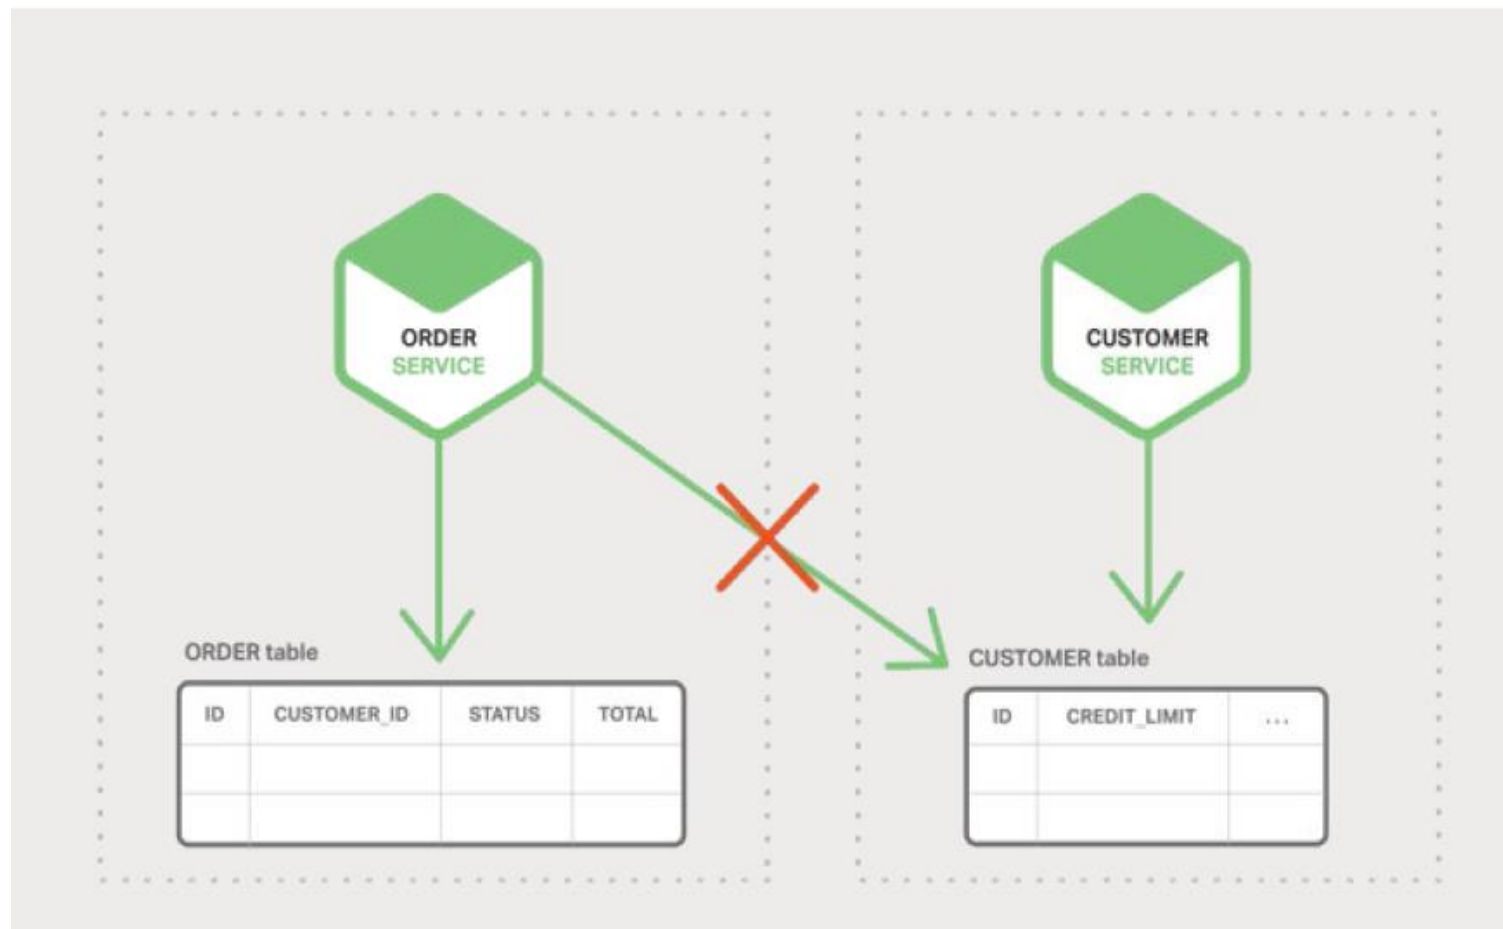 ORDER
SERVICE
CUSTOMER
SERVICE
ORDER table
ID CUSTOMER_ID STATUS TOTAL
CUSTOMER table
ID CREDIT_LIMIT ...